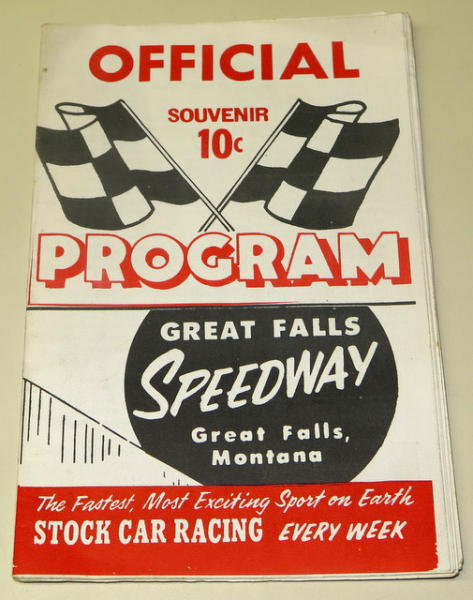 OFFICIAL
SOUVENIR
10c
PROGRAM
GREAT FALLS
SPEEDWAY
Great Falls,
Montana
The Fastest, Most Exciting Sport on Earth
STOCK CAR RACING EVERY WEEK